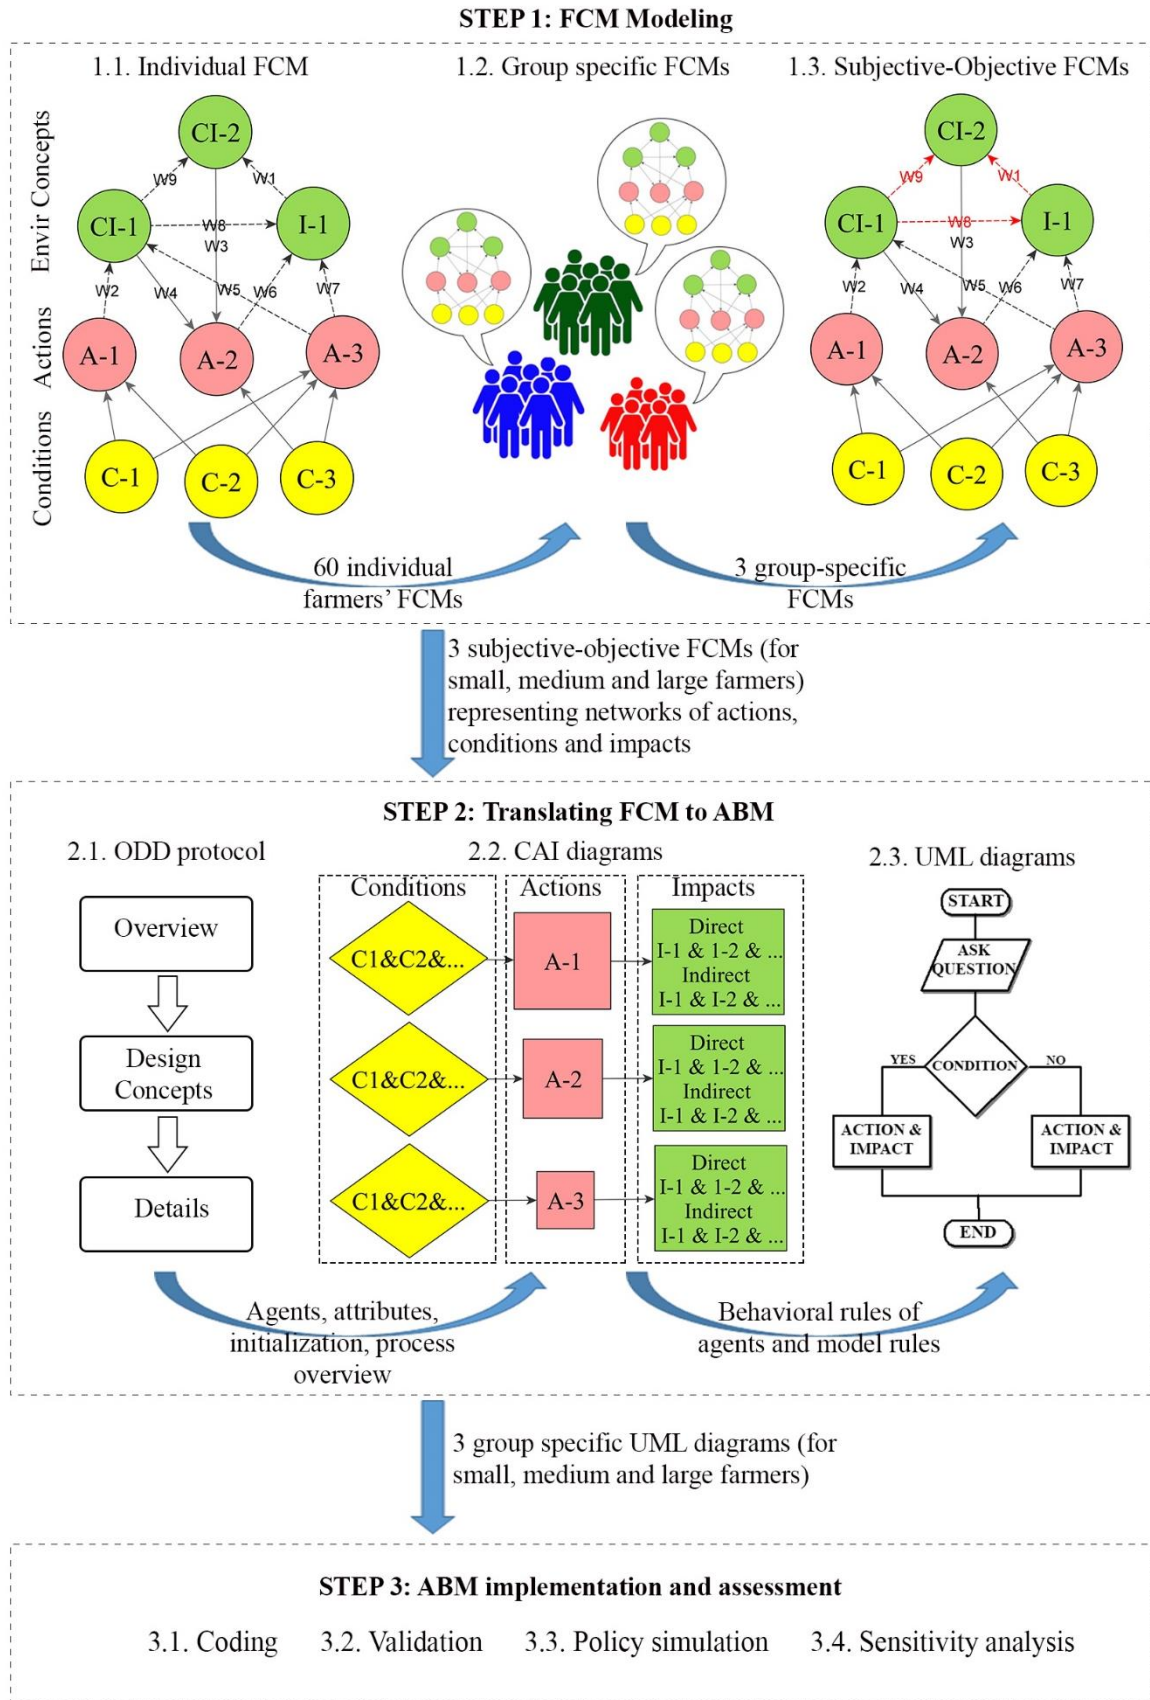 STEP 1: FCM Modeling
1.1. Individual FCM
1.2. Group specific FCMs
1.3. Subjective-Objective FCMs
Envir Concepts
Actions
Conditions
CI-2
W9
W1
CI-1
W8
I-1
W3
W2
W4
W5
W6
W7
A-1
A-2
A-3
C-1
C-2
C-3
CI-2
W9
W1
CI-1
W8
I-1
W3
W2
W4
W5
W6
W7
A-1
A-2
A-3
C-1
C-2
C-3
60 individual
farmers' FCMs
3 group-specific
FCMs
3 subjective-objective FCMs (for
small, medium and large farmers)
representing networks of actions,
conditions and impacts
STEP 2: Translating FCM to ABM
2.1. ODD protocol
Overview
Design
Concepts
Details
2.2. CAI diagrams
Conditions
Actions
Impacts
C1&C2&...
A-1
Direct
I-1 & 1-2 & ...
Indirect
I-1 & I-2 & ...
C1&C2&...
A-2
Direct
I-1 & 1-2 & ...
Indirect
I-1 & I-2 & ...
C1&C2&...
A-3
Direct
I-1 & 1-2 & ...
Indirect
I-1 & I-2 & ...
2.3. UML diagrams
START
ASK
QUESTION
YES
CONDITION
NO
ACTION &
IMPACT
ACTION &
IMPACT
END
Agents, attributes,
initialization, process
overview
Behavioral rules of
agents and model rules
3 group specific UML diagrams (for
small, medium and large farmers)
STEP 3: ABM implementation and assessment
3.1. Coding
3.2. Validation
3.3. Policy simulation
3.4. Sensitivity analysis